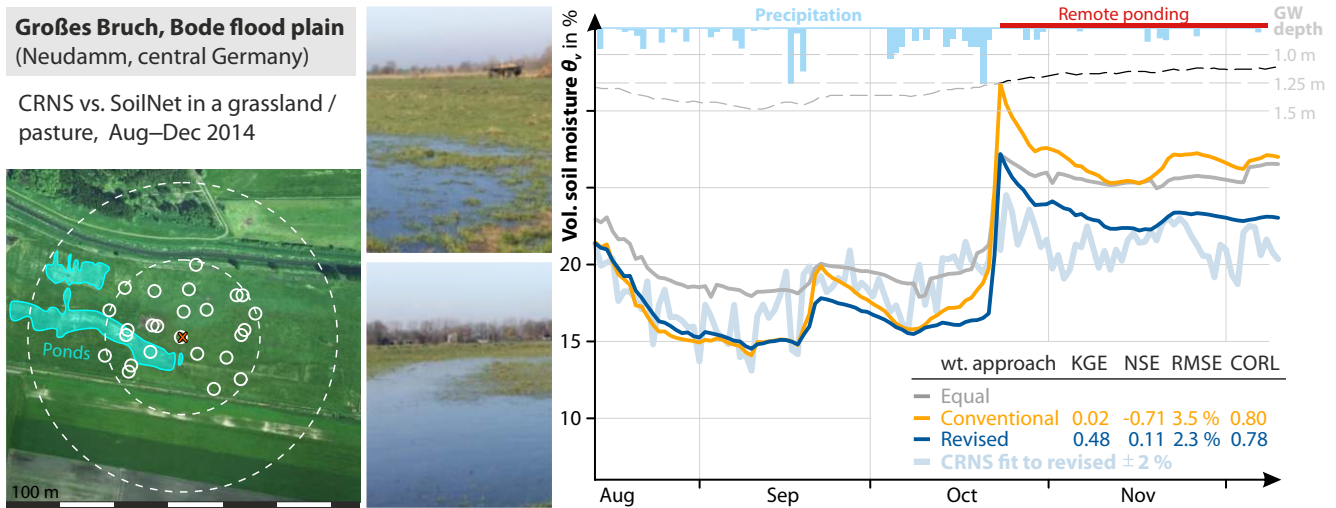 Großes Bruch, Bode flood plain
(Neudamm, central Germany)
CRNS vs. SoilNet in a grassland /
pasture, Aug–Dec 2014
Ponds
100 m
Vol. soil moisture θv in %
Precipitation
Remote ponding
GW
depth
1.0 m
1.25 m
1.5 m
20
15
10
wt. approach KGE NSE RMSE CORL
Equal
Conventional 0.02 -0.71 3.5 % 0.80
Revised 0.48 0.11 2.3 % 0.78
CRNS fit to revised ± 2 %
Aug Sep Oct Nov